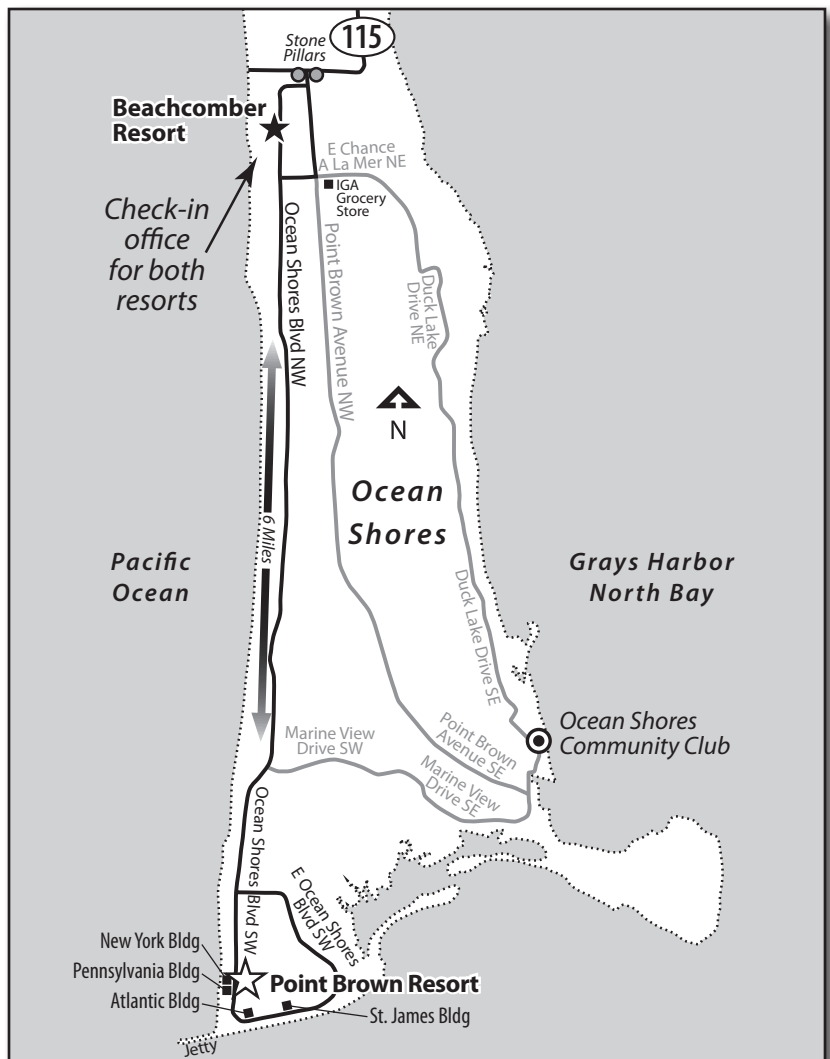 Stone
Pillars
115
Beachcomber
Resort
E Chance
A La Mer NE
IGA
Grocery
Store
Check-in
office
for both
resorts
Ocean Shores Blvd NW
Point Brown Avenue NW
Duck Lake
Drive NE
N
Ocean
Shores
6 Miles
Pacific
Ocean
Grays Harbor
North Bay
Duck Lake Drive SE
Ocean Shores
Community Club
Marine View
Drive SW
Point Brown
Avenue SE
Marine View
Drive SE
Ocean Shores Blvd SW
E Ocean Shores
Blvd SW
New York Bldg
Pennsylvania Bldg
Atlantic Bldg
Point Brown Resort
St. James Bldg
Jetty